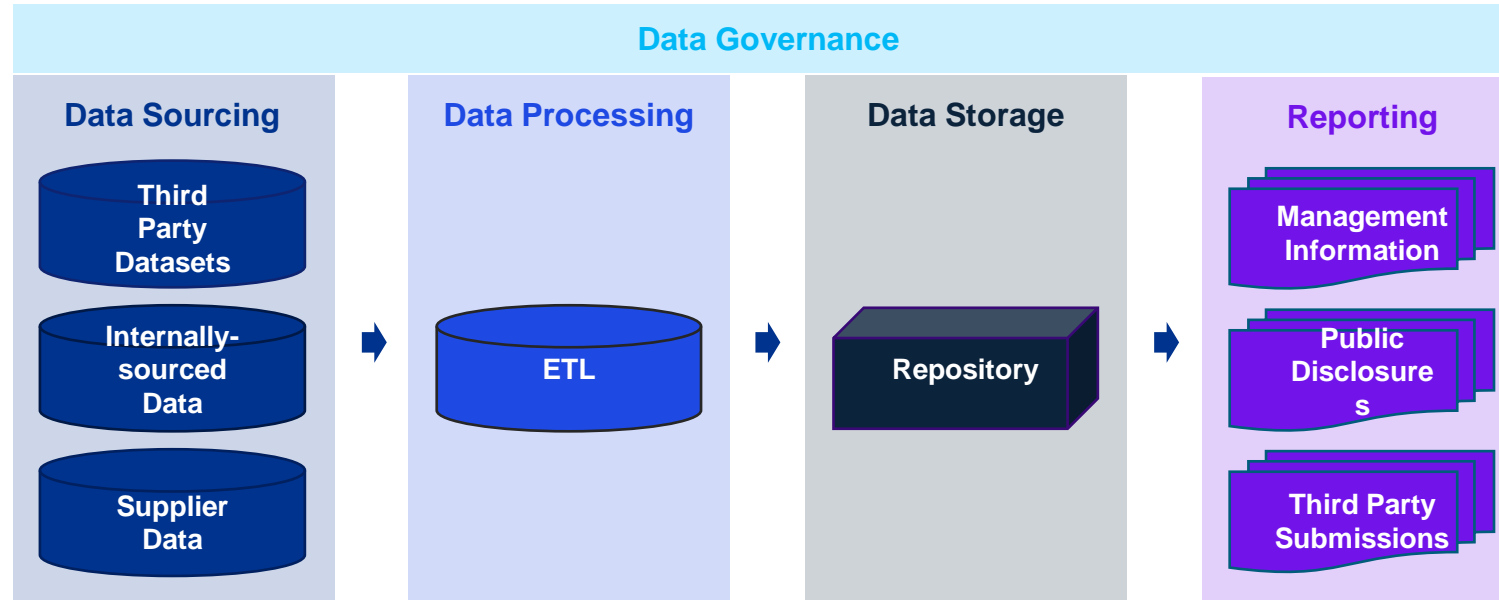 Data Governance
Data Sourcing
Third
Party
Datasets
Internally-
sourced
Data
Supplier
Data
Data Processing
ETL
Data Storage
Repository
Reporting
Management
Information
Public
Disclosure
s
Third Party
Submissions